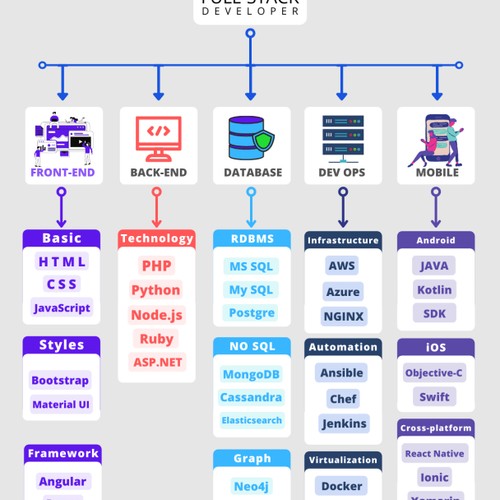 FULL STACK
DEVELOPER
FRONT-END
BACK-END
DATABASE
DEV OPS
MOBILE
Basic
HTML
CSS
JavaScript
Styles
Bootstrap
Material UI
Framework
Angular
Technology
PHP
Python
Node.js
Ruby
ASP.NET
RDBMS
MS SQL
My SQL
Postgre
NO SQL
MongoDB
Cassandra
Elasticsearch
Graph
Neo4j
Infrastructure
AWS
Azure
NGINX
Automation
Ansible
Chef
Jenkins
Virtualization
Docker
Android
JAVA
Kotlin
SDK
iOS
Objective-C
Swift
Cross-platform
React Native
Ionic
Xamarin